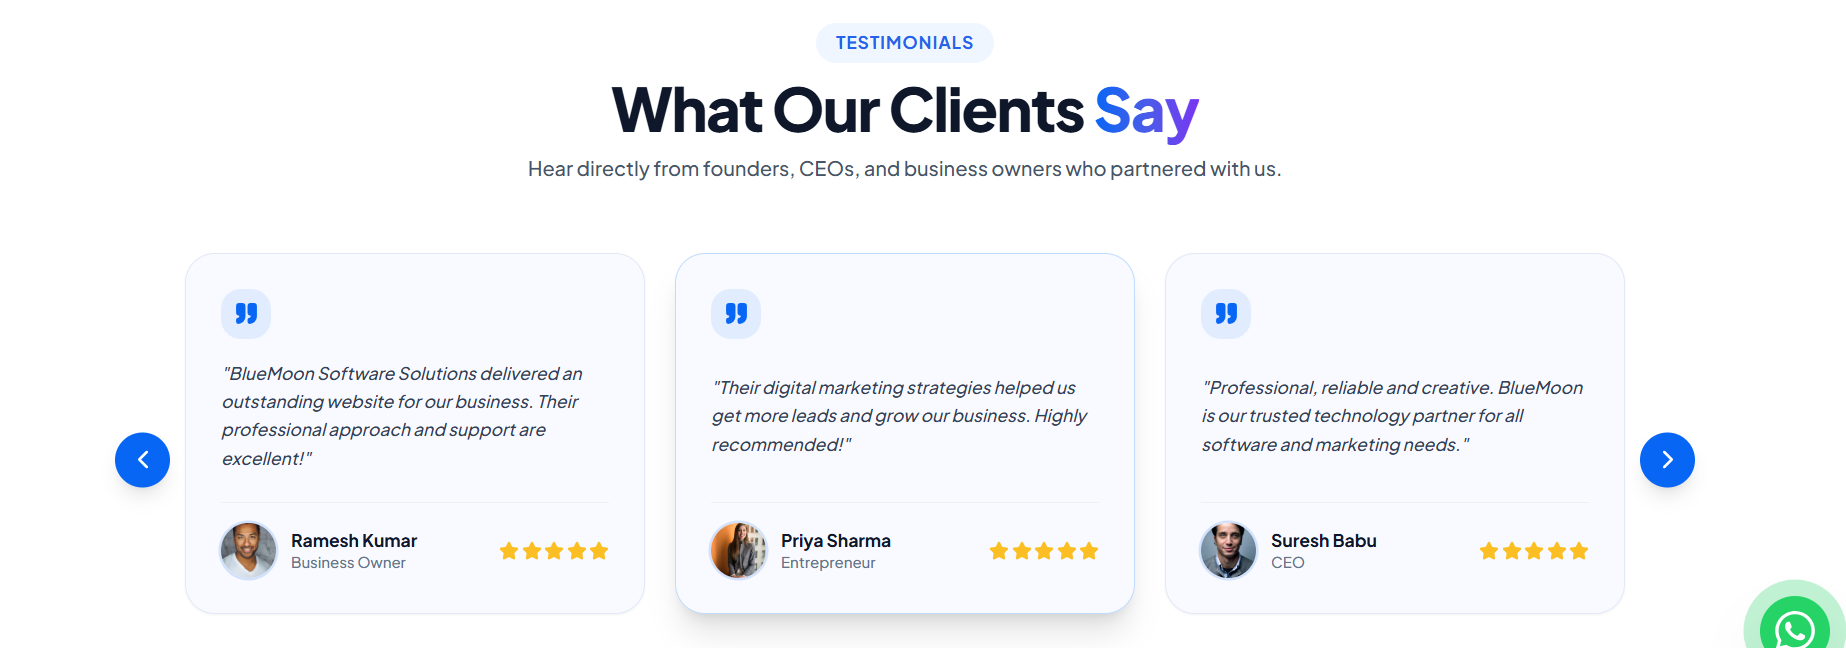 TESTIMONIALS
What Our Clients Say
Hear directly from founders, CEOs, and business owners who partnered with us.
"BlueMoon Software Solutions delivered an
outstanding website for our business. Their
professional approach and support are
excellent!"
Ramesh Kumar
Business Owner
"Their digital marketing strategies helped us
get more leads and grow our business. Highly
recommended!"
Priya Sharma
Entrepreneur
"Professional, reliable and creative. BlueMoon
is our trusted technology partner for all
software and marketing needs."
Suresh Babu
CEO